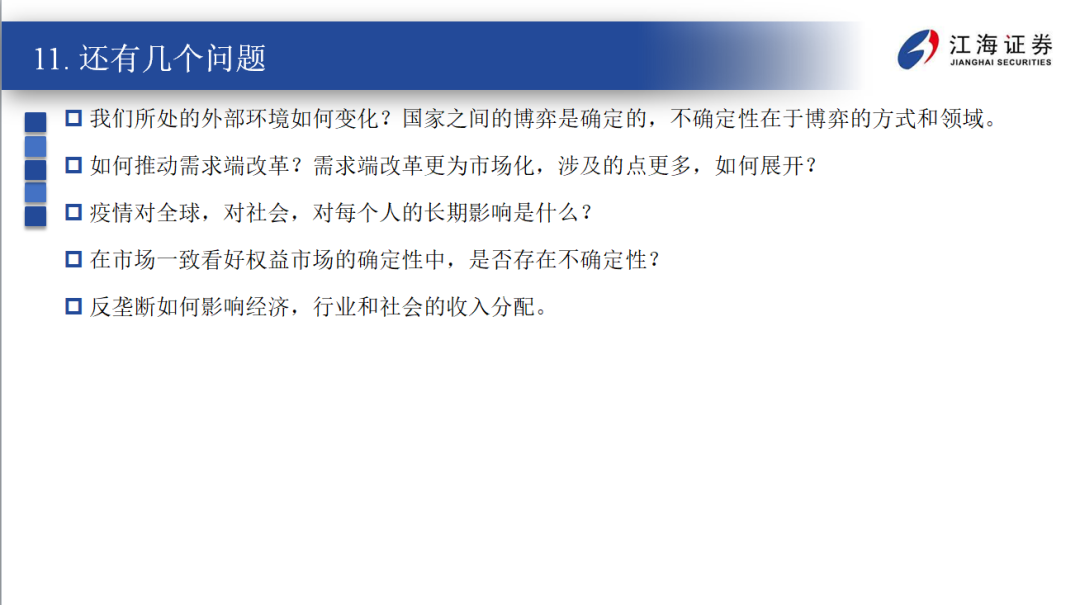 11.还有几个问题
江海证券
JIANGHAI SECURITIES
我们所处的外部环境如何变化？国家之间的博弈是确定的，不确定性在于博弈的方式和领域。
如何推动需求端改革？需求端改革更为市场化，涉及的点更多，如何展开？
疫情对全球，对社会，对每个人的长期影响是什么？
在市场一致看好权益市场的确定性中，是否存在不确定性？
反垄断如何影响经济，行业和社会的收入分配。